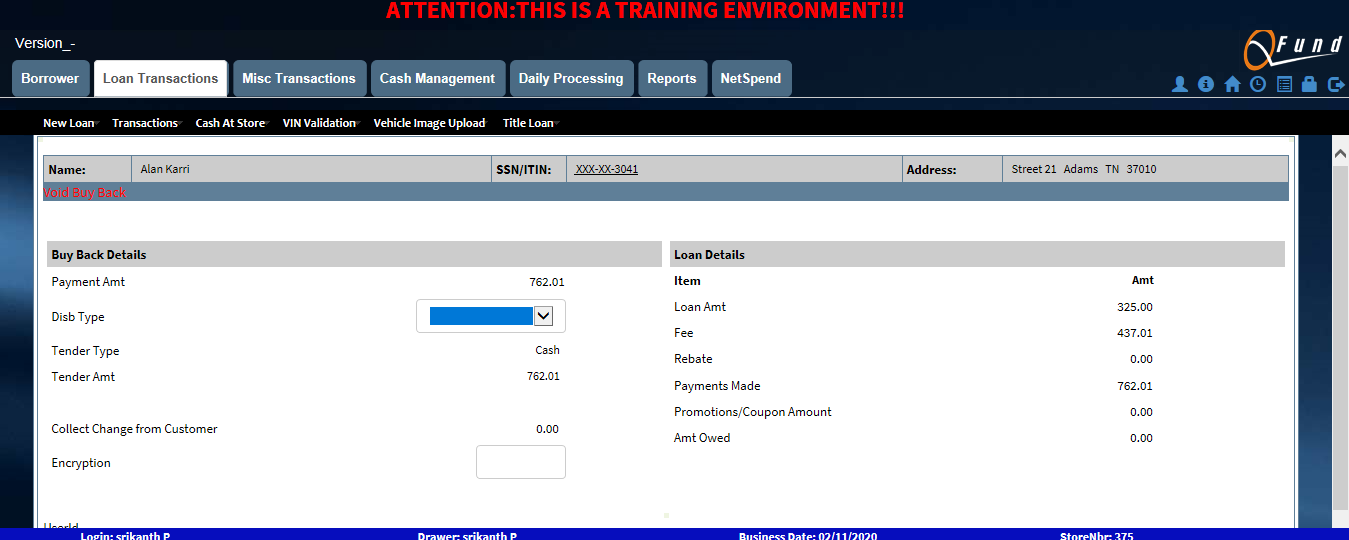 ATTENTION:THIS IS A TRAINING ENVIRONMENT!!!
Version_-
Fund
Borrower Loan Transactions Misc Transactions Cash Management Daily Processing Reports NetSpend
New Loan Transactions Cash At Store VIN Validation Vehicle Image Upload Title Loan
Name: Alan Karri SSN/ITIN: XXX-XX-3041 Address: Street 21 Adams TN 37010
Void Buy Back
Buy Back Details
Payment Amt 762.01
Disb Type
Tender Type Cash
Tender Amt 762.01
Collect Change from Customer 0.00
Encryption
UserId
Loan Details
Item Amt
Loan Amt 325.00
Fee 437.01
Rebate 0.00
Payments Made 762.01
Promotions/Coupon Amount 0.00
Amt Owed 0.00
Login: srikanth P Drawer: srikanth P Business Date: 02/11/2020 StoreNbr: 375